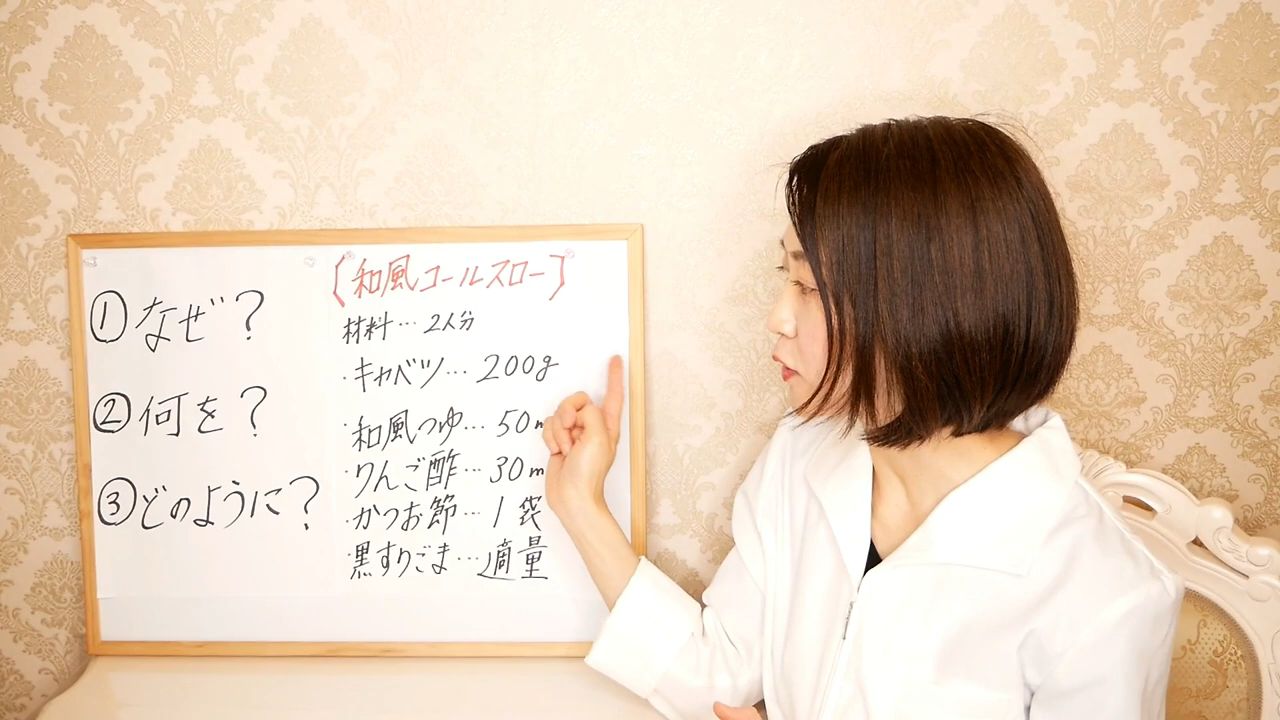 ①なぜ？
②何を？
③どのように？
【和風コールスロー】
材料…2人分
・キャベツ…200g
・和風つゆ…50m
・りんご酢…30m
・かつお節…1袋
・黒すりごま…適量